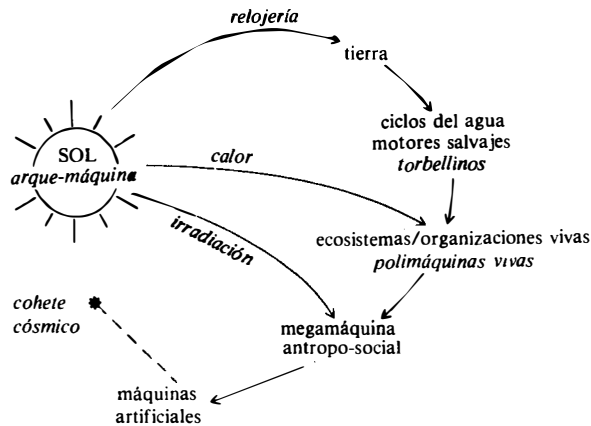 relojería
tierra
ciclos del agua
motores salvajes
torbellinos
SOL
arque-máquina
calor
irradiación
ecosistemas/organizaciones vivas
polimáquinas vivas
cohete
cósmico
megamáquina
antropo-social
máquinas
artificiales